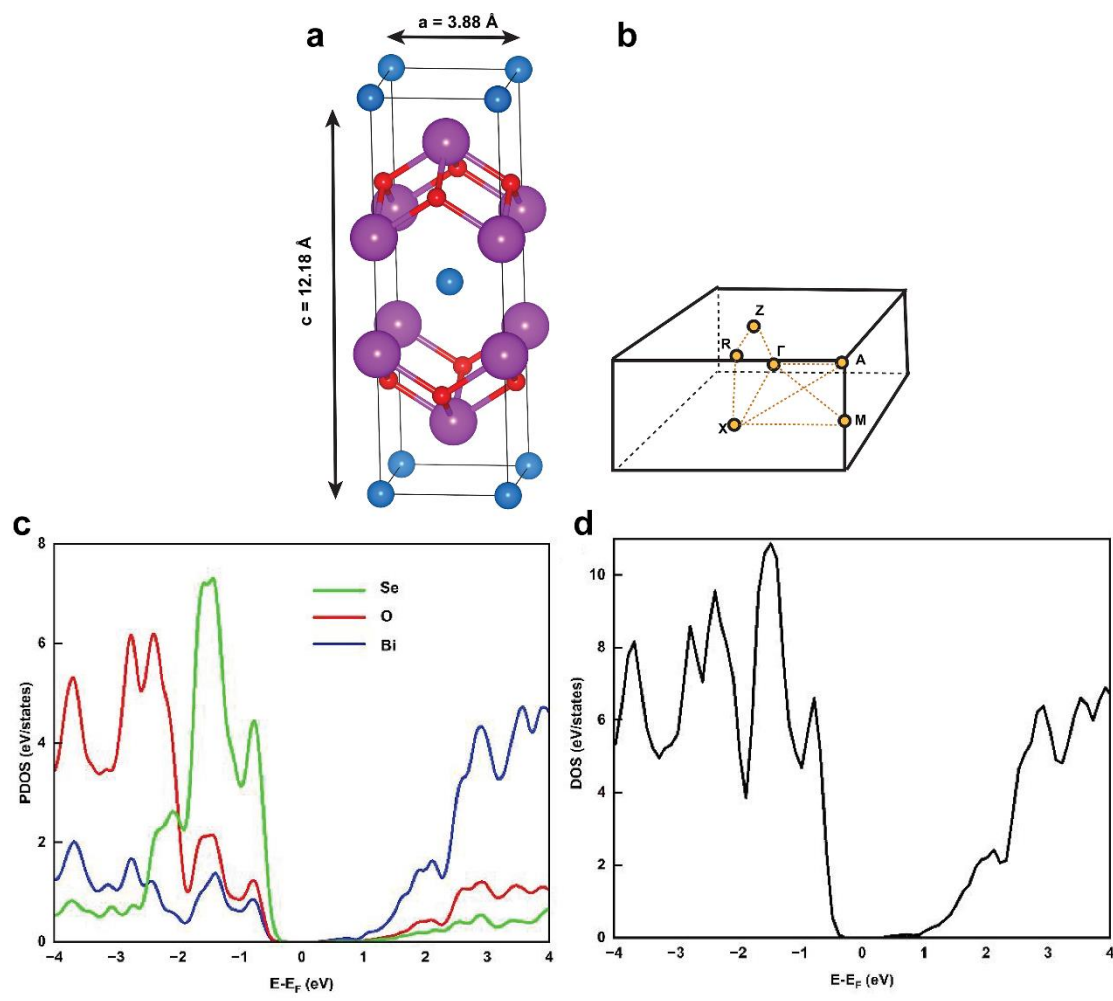 a
a = 3.88 Å
c = 12.18 Å
b
Z
R
Γ
A
X
M
c
8
6
4
2
0
PDOS (eV/states)
Se
O
Bi
−4
−3
−2
−1
0
1
2
3
4
E-EF (eV)
d
10
8
6
4
2
0
DOS (eV/states)
−4
−3
−2
−1
0
1
2
3
4
E-EF (eV)